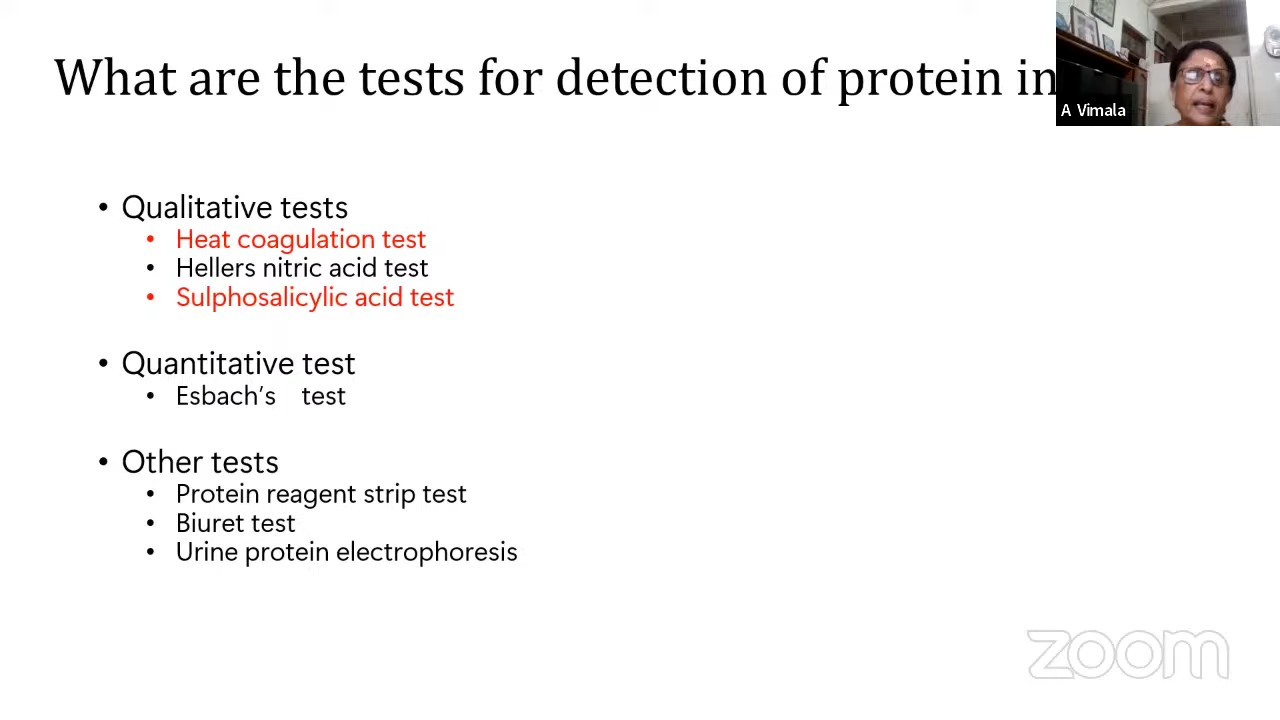 What are the tests for detection of protein in
A Vimala
• Qualitative tests
• Heat coagulation test
• Hellers nitric acid test
• Sulphosalicylic acid test
• Quantitative test
• Esbach's test
• Other tests
• Protein reagent strip test
• Biuret test
• Urine protein electrophoresis
zoom